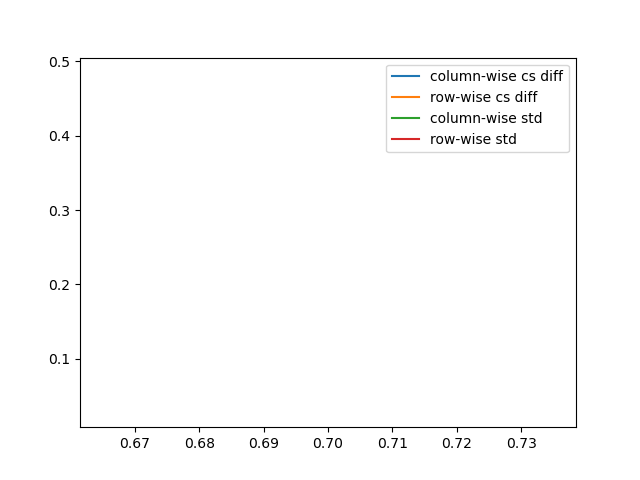 0.5
0.4
0.3
0.2
0.1
column-wise cs diff
row-wise cs diff
column-wise std
row-wise std
0.67 0.68 0.69 0.70 0.71 0.72 0.73